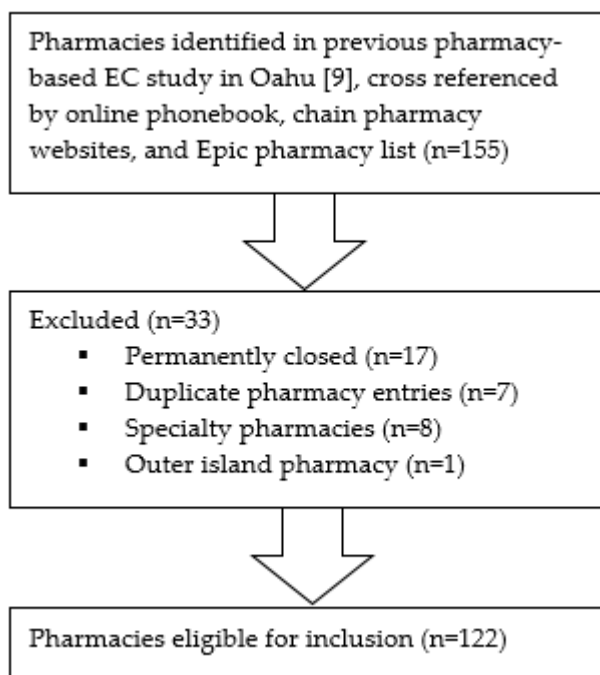 Pharmacies identified in previous pharmacy-
based EC study in Oahu [9], cross referenced
by online phonebook, chain pharmacy
websites, and Epic pharmacy list (n=155)
Excluded (n=33)
▪ Permanently closed (n=17)
▪ Duplicate pharmacy entries (n=7)
▪ Specialty pharmacies (n=8)
▪ Outer island pharmacy (n=1)
Pharmacies eligible for inclusion (n=122)